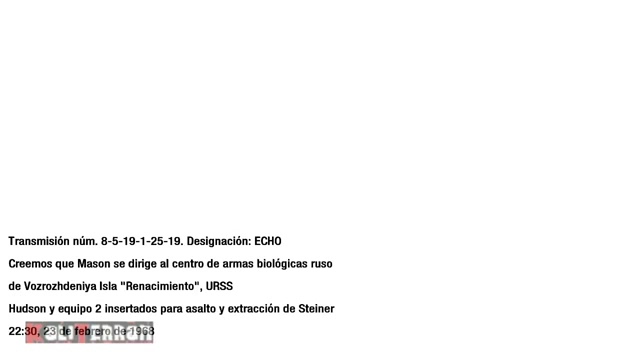 Transmisión núm. 8-5-19-1-25-19. Designación: ECHO
Creemos que Mason se dirige al centro de armas biológicas ruso
de Vozrozhdeniya Isla "Renacimiento", URSS
Hudson y equipo 2 insertados para asalto y extracción de Steiner
22:30, 23 de febrero de 1968